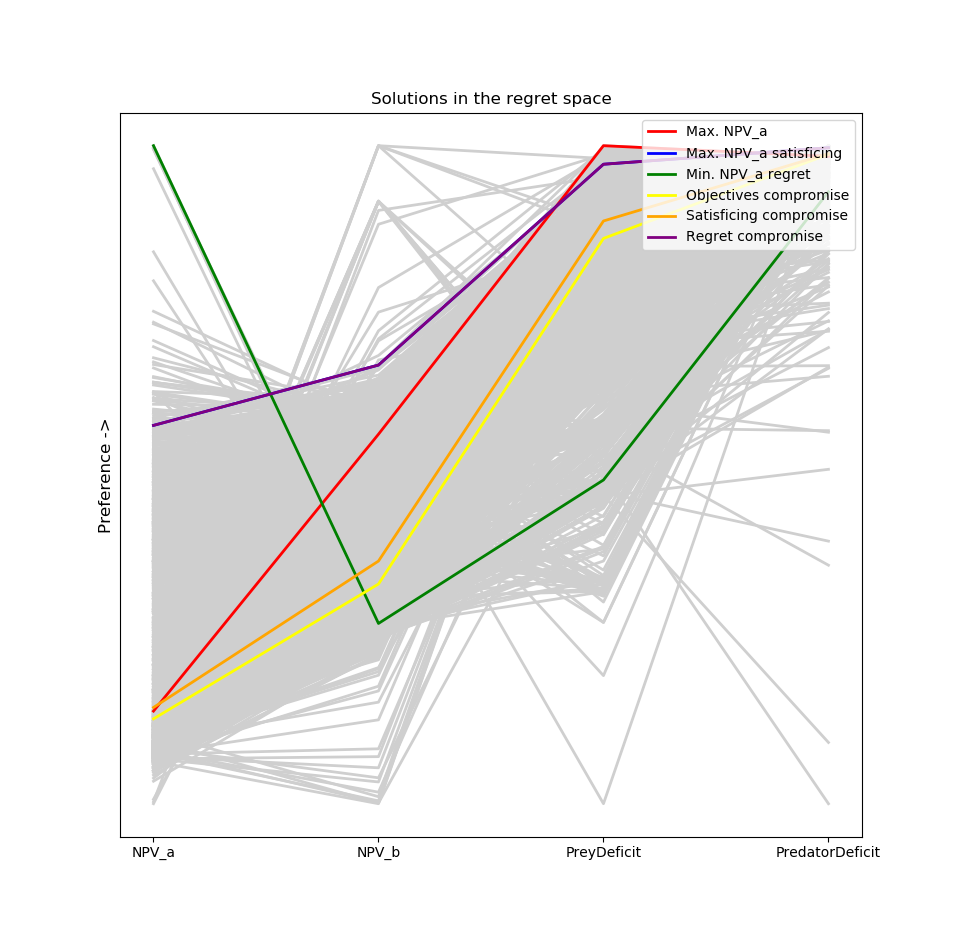 Solutions in the regret space
Max. NPV_a
Max. NPV_a satisficing
Min. NPV_a regret
Objectives compromise
Satisficing compromise
Regret compromise
Preference ->
NPV_a
NPV_b
PreyDeficit
PredatorDeficit